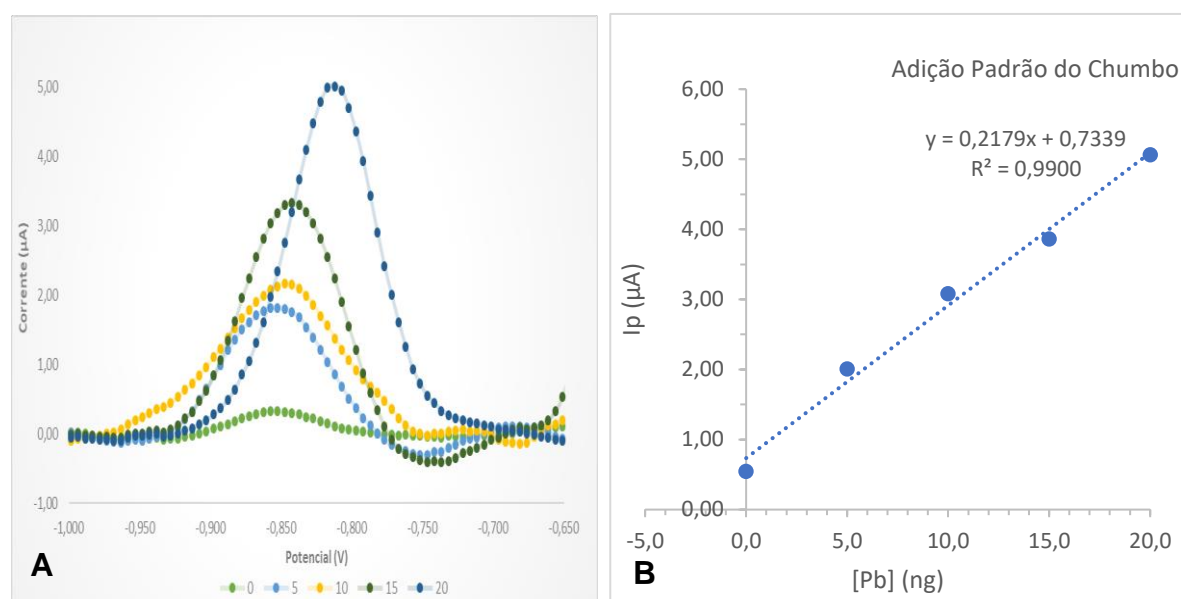 5,00
4,00
3,00
2,00
1,00
0,00
-1,00
Corrente (µA)
-1,000 -0,950 -0,900 -0,850 -0,800 -0,750 -0,700 -0,650
Potencial (V)
A
0 5 10 15 20
Adição Padrão do Chumbo
6,00
5,00
4,00
3,00
2,00
1,00
0,00
y = 0,2179x + 0,7339
R² = 0,9900
Ip (µA)
-5,0 0,0 5,0 10,0 15,0 20,0
[Pb] (ng)
B